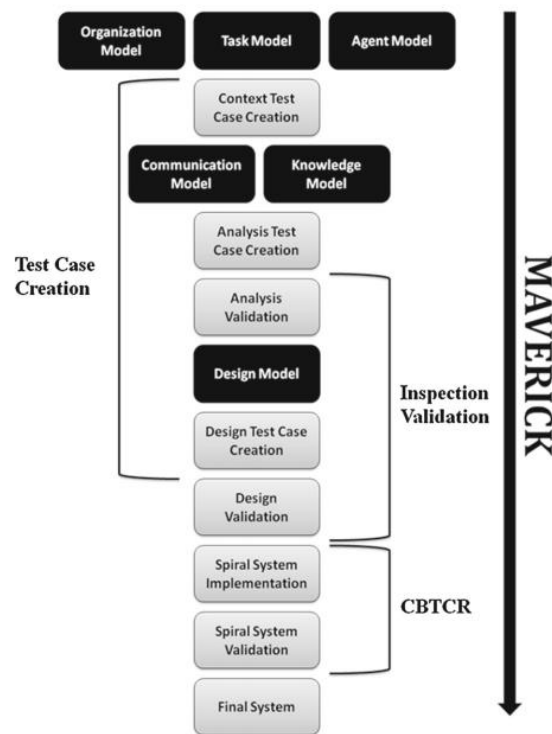 Organization
Model
Task Model
Agent Model
Context Test
Case Creation
Communication
Model
Knowledge
Model
Analysis Test
Case Creation
Test Case
Creation
Analysis
Validation
Design Model
Inspection
Validation
Design Test Case
Creation
Design
Validation
Spiral System
Implementation
CBTCR
Spiral System
Validation
Final System
MAVERICK